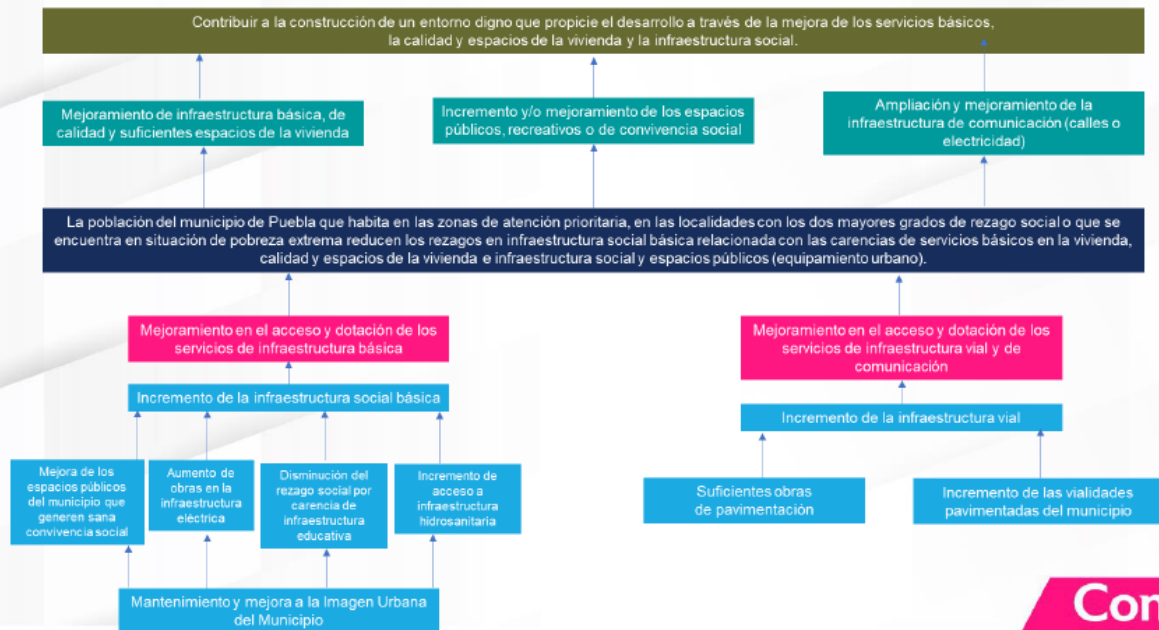 Contribuir a la construcción de un entorno digno que propicie el desarrollo a través de la mejora de los servicios básicos,
la calidad y espacios de la vivienda y la infraestructura social.
Mejoramiento de infraestructura básica, de
calidad y suficientes espacios de la vivienda
Incremento y/o mejoramiento de los espacios
públicos, recreativos o de convivencia social
Ampliación y mejoramiento de la
infraestructura de comunicación (calles o
electricidad)
La población del municipio de Puebla que habita en las zonas de atención prioritaria, en las localidades con los dos mayores grados de rezago social o que se
encuentra en situación de pobreza extrema reducen los rezagos en infraestructura social básica relacionada con las carencias de servicios básicos en la vivienda,
calidad y espacios de la vivienda e infraestructura social y espacios públicos (equipamiento urbano).
Mejoramiento en el acceso y dotación de los
servicios de infraestructura básica
Mejoramiento en el acceso y dotación de los
servicios de infraestructura vial y de
comunicación
Incremento de la infraestructura social básica
Incremento de la infraestructura vial
Mejora de los
espacios públicos
del municipio que
generen sana
convivencia social
Aumento de
obras en la
infraestructura
eléctrica
Disminución del
rezago social por
carencia de
infraestructura
educativa
Incremento de
acceso a
infraestructura
hidrosanitaria
Suficientes obras
de pavimentación
Incremento de las vialidades
pavimentadas del municipio
Mantenimiento y mejora a la Imagen Urbana
del Municipio
Con